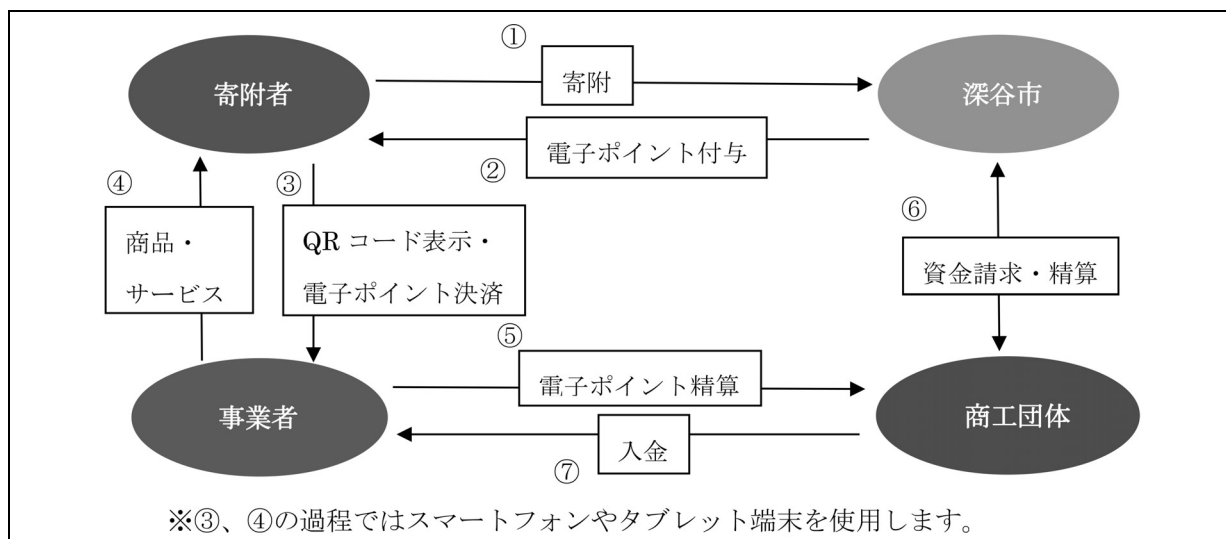 ①
寄附者
寄附
深谷市
電子ポイント付与
②
④
③
⑥
商品・
サービス
QRコード表示・
電子ポイント決済
資金請求・精算
⑤
電子ポイント精算
事業者
商工団体
入金
⑦
※③、④の過程ではスマートフォンやタブレット端末を使用します。